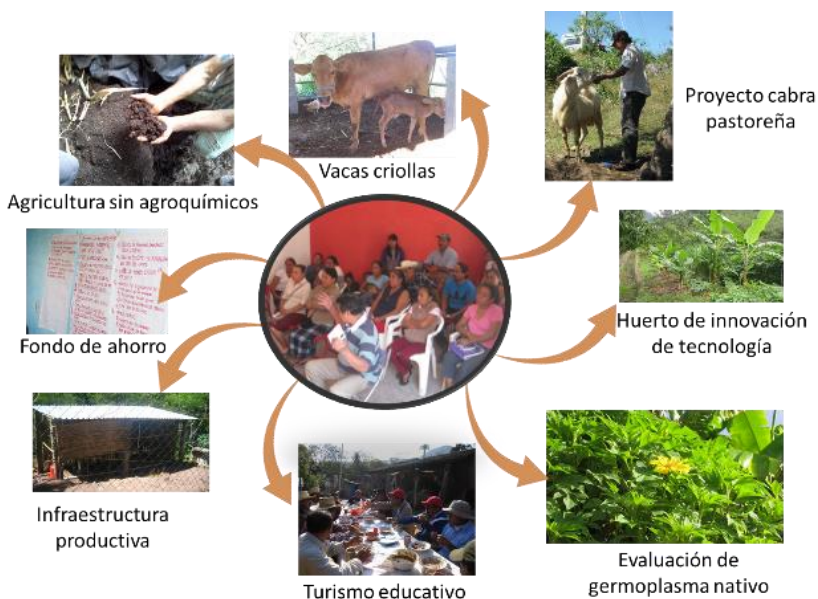 Vacas criollas
Proyecto cabra
pastoreña
Agricultura sin agroquímicos
Fondo de ahorro
Huerto de innovación
de tecnología
Infraestructura
productiva
Turismo educativo
Evaluación de
germoplasma nativo